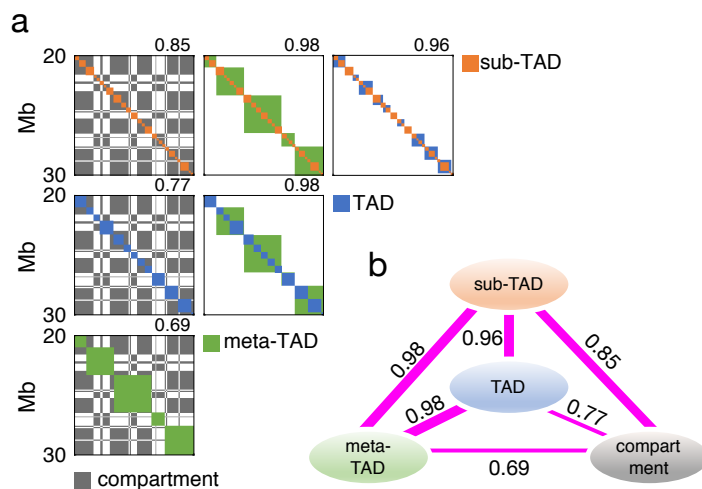 a
0.85
0.98
0.96
20
Mb
30
sub-TAD
0.77
0.98
20
Mb
30
TAD
0.69
20
Mb
30
meta-TAD
compartment
b
sub-TAD
0.98
0.96
0.85
TAD
0.98
0.77
meta-
TAD
0.69
compart
ment